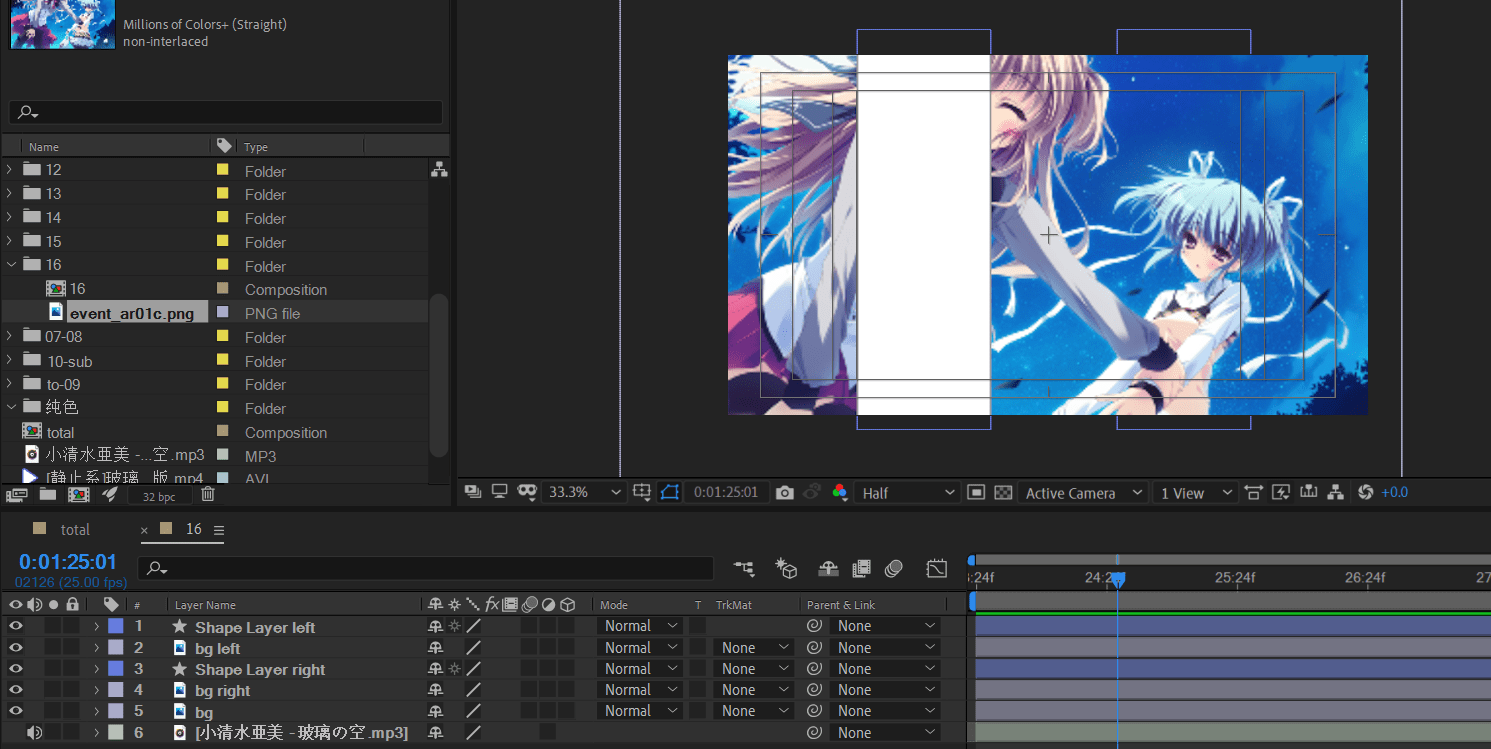 Millions of Colors+ (Straight)
non-interlaced
Name Type
12 Folder
13 Folder
14 Folder
15 Folder
16 Folder
16 Composition
event_ar01c.png PNG file
07-08 Folder
10-sub Folder
to-09 Folder
纯色 Folder
total Composition
小清水亜美 -...空.mp3 MP3
[静止系]玻璃...版.mp4 AVI
32 bpc
33.3% 0:01:25:01 Half Active Camera 1 View +0.0
total × 16
0:01:25:01
02126 (25.00 fps)
:24f 24:2 25:24f 26:24f 27
# Layer Name Mode T TrkMat Parent & Link
1 Shape Layer left Normal None
2 bg left Normal None None
3 Shape Layer right Normal None None
4 bg right Normal None None
5 bg Normal None None
6 [小清水亜美 - 玻璃の空.mp3] None